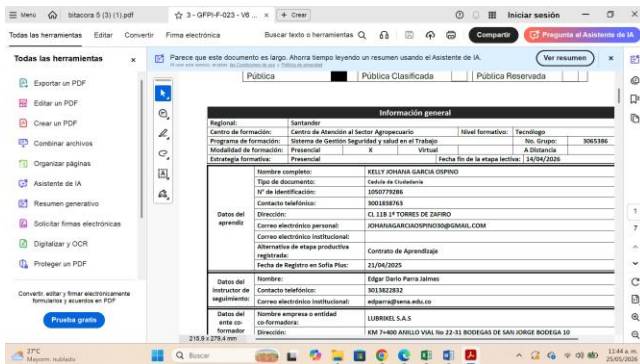 Menú
bitacora 5 (3) (1).pdf
3 - GFPI-F-023 - V6 ...
+ Crear
Iniciar sesión
Todas las herramientas Editar Convertir Firma electrónica
Buscar texto o herramientas
Compartir
Pregunta al Asistente de IA
Todas las herramientas
Parece que este documento es largo. Ahorra tiempo leyendo un resumen usando el Asistente de IA.
Ver resumen
Exportar un PDF
Editar un PDF
Crear un PDF
Combinar archivos
Organizar páginas
Asistente de IA
Resumen generativo
Solicitar firmas electrónicas
Digitalizar y OCR
Proteger un PDF
Convertir, editar y firmar electrónicamente
formularios y acuerdos en PDF
Prueba gratis
Pública Pública Clasificada Pública Reservada
Información general
Regional: Santander
Centro de formación: Centro de Atención al Sector Agropecuario Nivel formativo: Tecnólogo
Programa de formación: Sistema de Gestión Seguridad y salud en el Trabajo No. Grupo: 3065386
Modalidad de formación: Presencial X Virtual A Distancia
Estrategia formativa: Presencial Fecha fin de la etapa lectiva: 14/04/2026
Datos del aprendiz
Nombre completo: KELLY JOHANA GARCIA OSPINO
Tipo de documento: Cedula de Ciudadenia
N° de identificación: 1050779286
Contacto telefónico: 3001838763
Dirección: CL 11B 1ª TORRES DE ZAFIRO
Correo electrónico personal: JOHANAGARCIAOSPINO30@GMAIL.COM
Correo electrónico institucional:
Alternativa de etapa productiva registrada: Contrato de Aprendizaje
Fecha de Registro en Sofia Plus: 21/04/2025
Datos del instructor de seguimiento:
Nombre: Edgar Dario Parra Jaimes
Contacto telefónico: 3013822832
Correo electrónico institucional: edparra@sena.edu.co
Datos del ente co-formador
Nombre empresa o entidad co-formadora: LUBRIXEL S.A.S
Dirección: KM 7+400 ANILLO VIAL No 22-31 BODEGAS DE SAN JORGE BODEGA 10
215,9 x 279,4 mm
1
7
27°C
Mayorm. nublado
Buscar
11:44 a.m.
25/05/2026